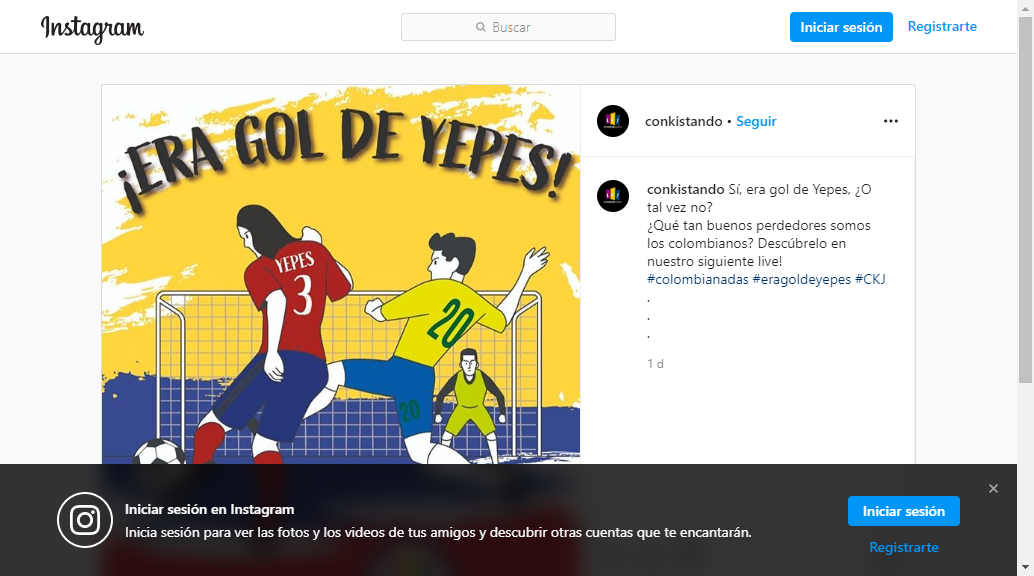 Instagram
Buscar
Iniciar sesión
Registrarte
¡ERA GOL DE YEPES!
YEPES
3
20
20
conkistando • Seguir
conkistando Sí, era gol de Yepes, ¿O
tal vez no?
¿Qué tan buenos perdedores somos
los colombianos? Descúbrelo en
nuestro siguiente live!
#colombianadas #eragoldeyepes #CKJ
.
.
.
1 d
Iniciar sesión en Instagram
Inicia sesión para ver las fotos y los videos de tus amigos y descubrir otras cuentas que te encantarán.
Iniciar sesión
Registrarte